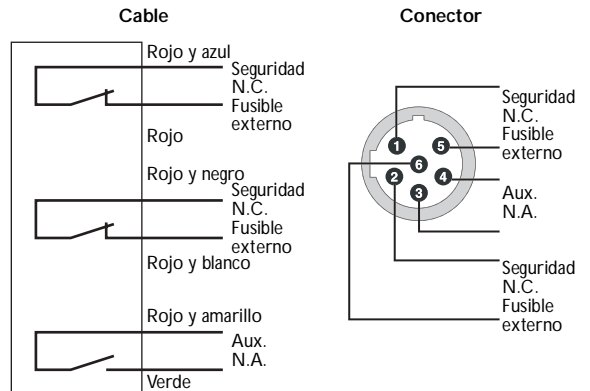 Cable
Conector
Rojo y azul
Seguridad
N.C.
Fusible
externo
Rojo
Rojo y negro
Seguridad
N.C.
Fusible
externo
Rojo y blanco
Rojo y amarillo
Aux.
N.A.
Verde
1
5
6
2
4
3
Seguridad
N.C.
Fusible
externo
Aux.
N.A.
Seguridad
N.C.
Fusible
externo